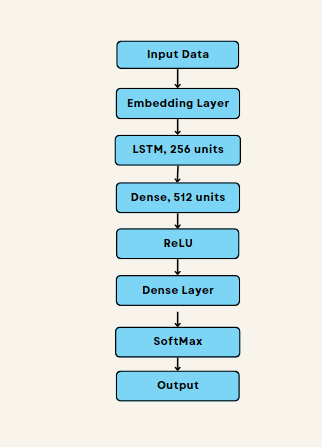 Input Data
Embedding Layer
LSTM, 256 units
Dense, 512 units
ReLU
Dense Layer
SoftMax
Output